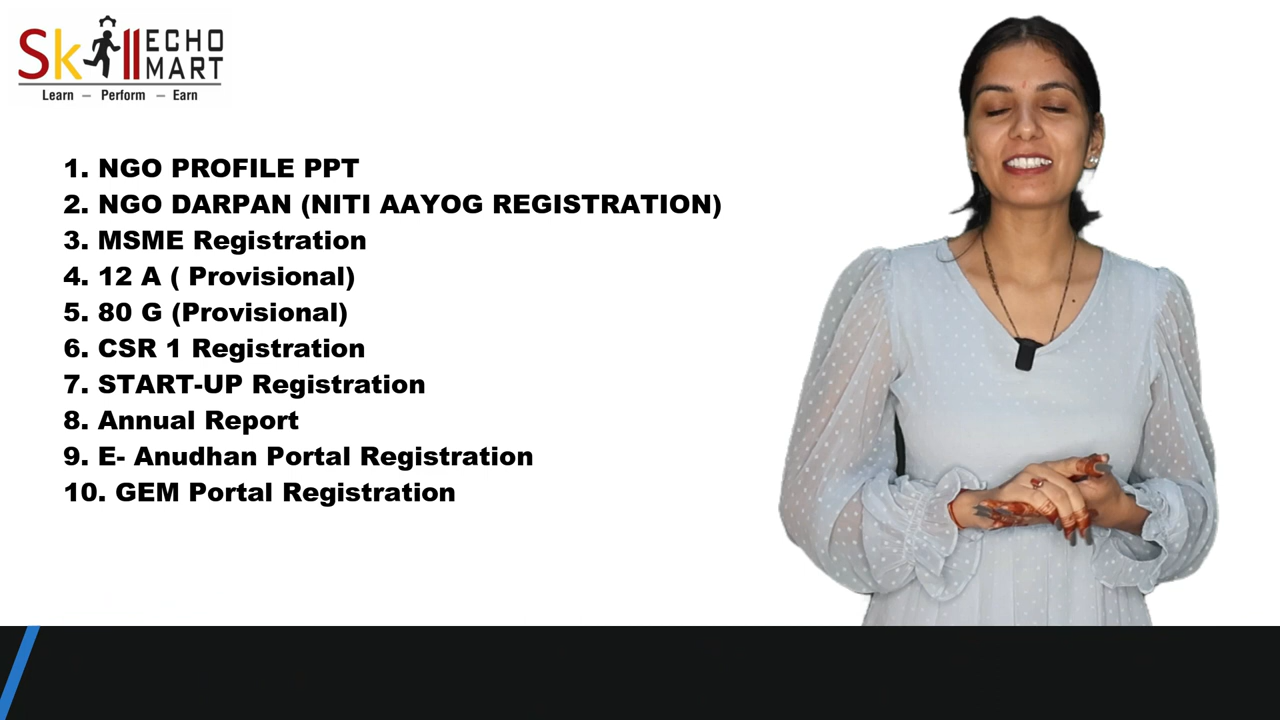 Skill ECHO MART
Learn – Perform – Earn
1. NGO PROFILE PPT
2. NGO DARPAN (NITI AAYOG REGISTRATION)
3. MSME Registration
4. 12 A ( Provisional)
5. 80 G (Provisional)
6. CSR 1 Registration
7. START-UP Registration
8. Annual Report
9. E- Anudhan Portal Registration
10. GEM Portal Registration